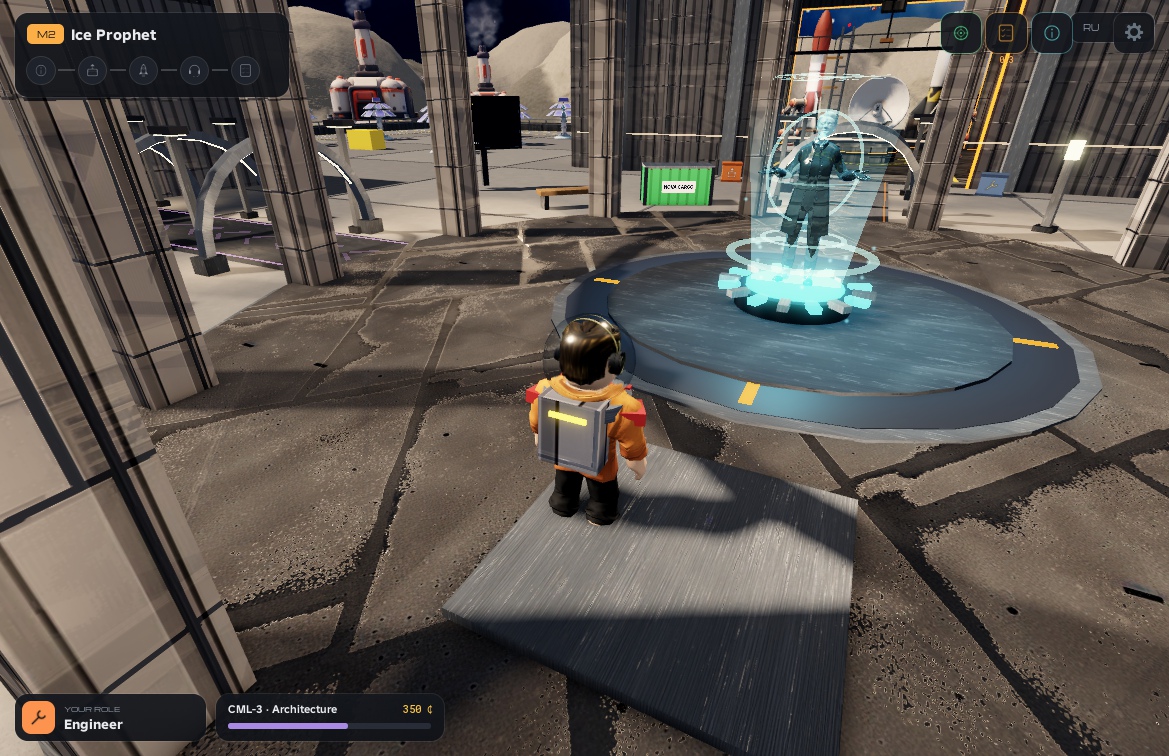 M2 Ice Prophet
RU
NOVA CARGO
YOUR ROLE
Engineer
CML-3 · Architecture 350 ₵